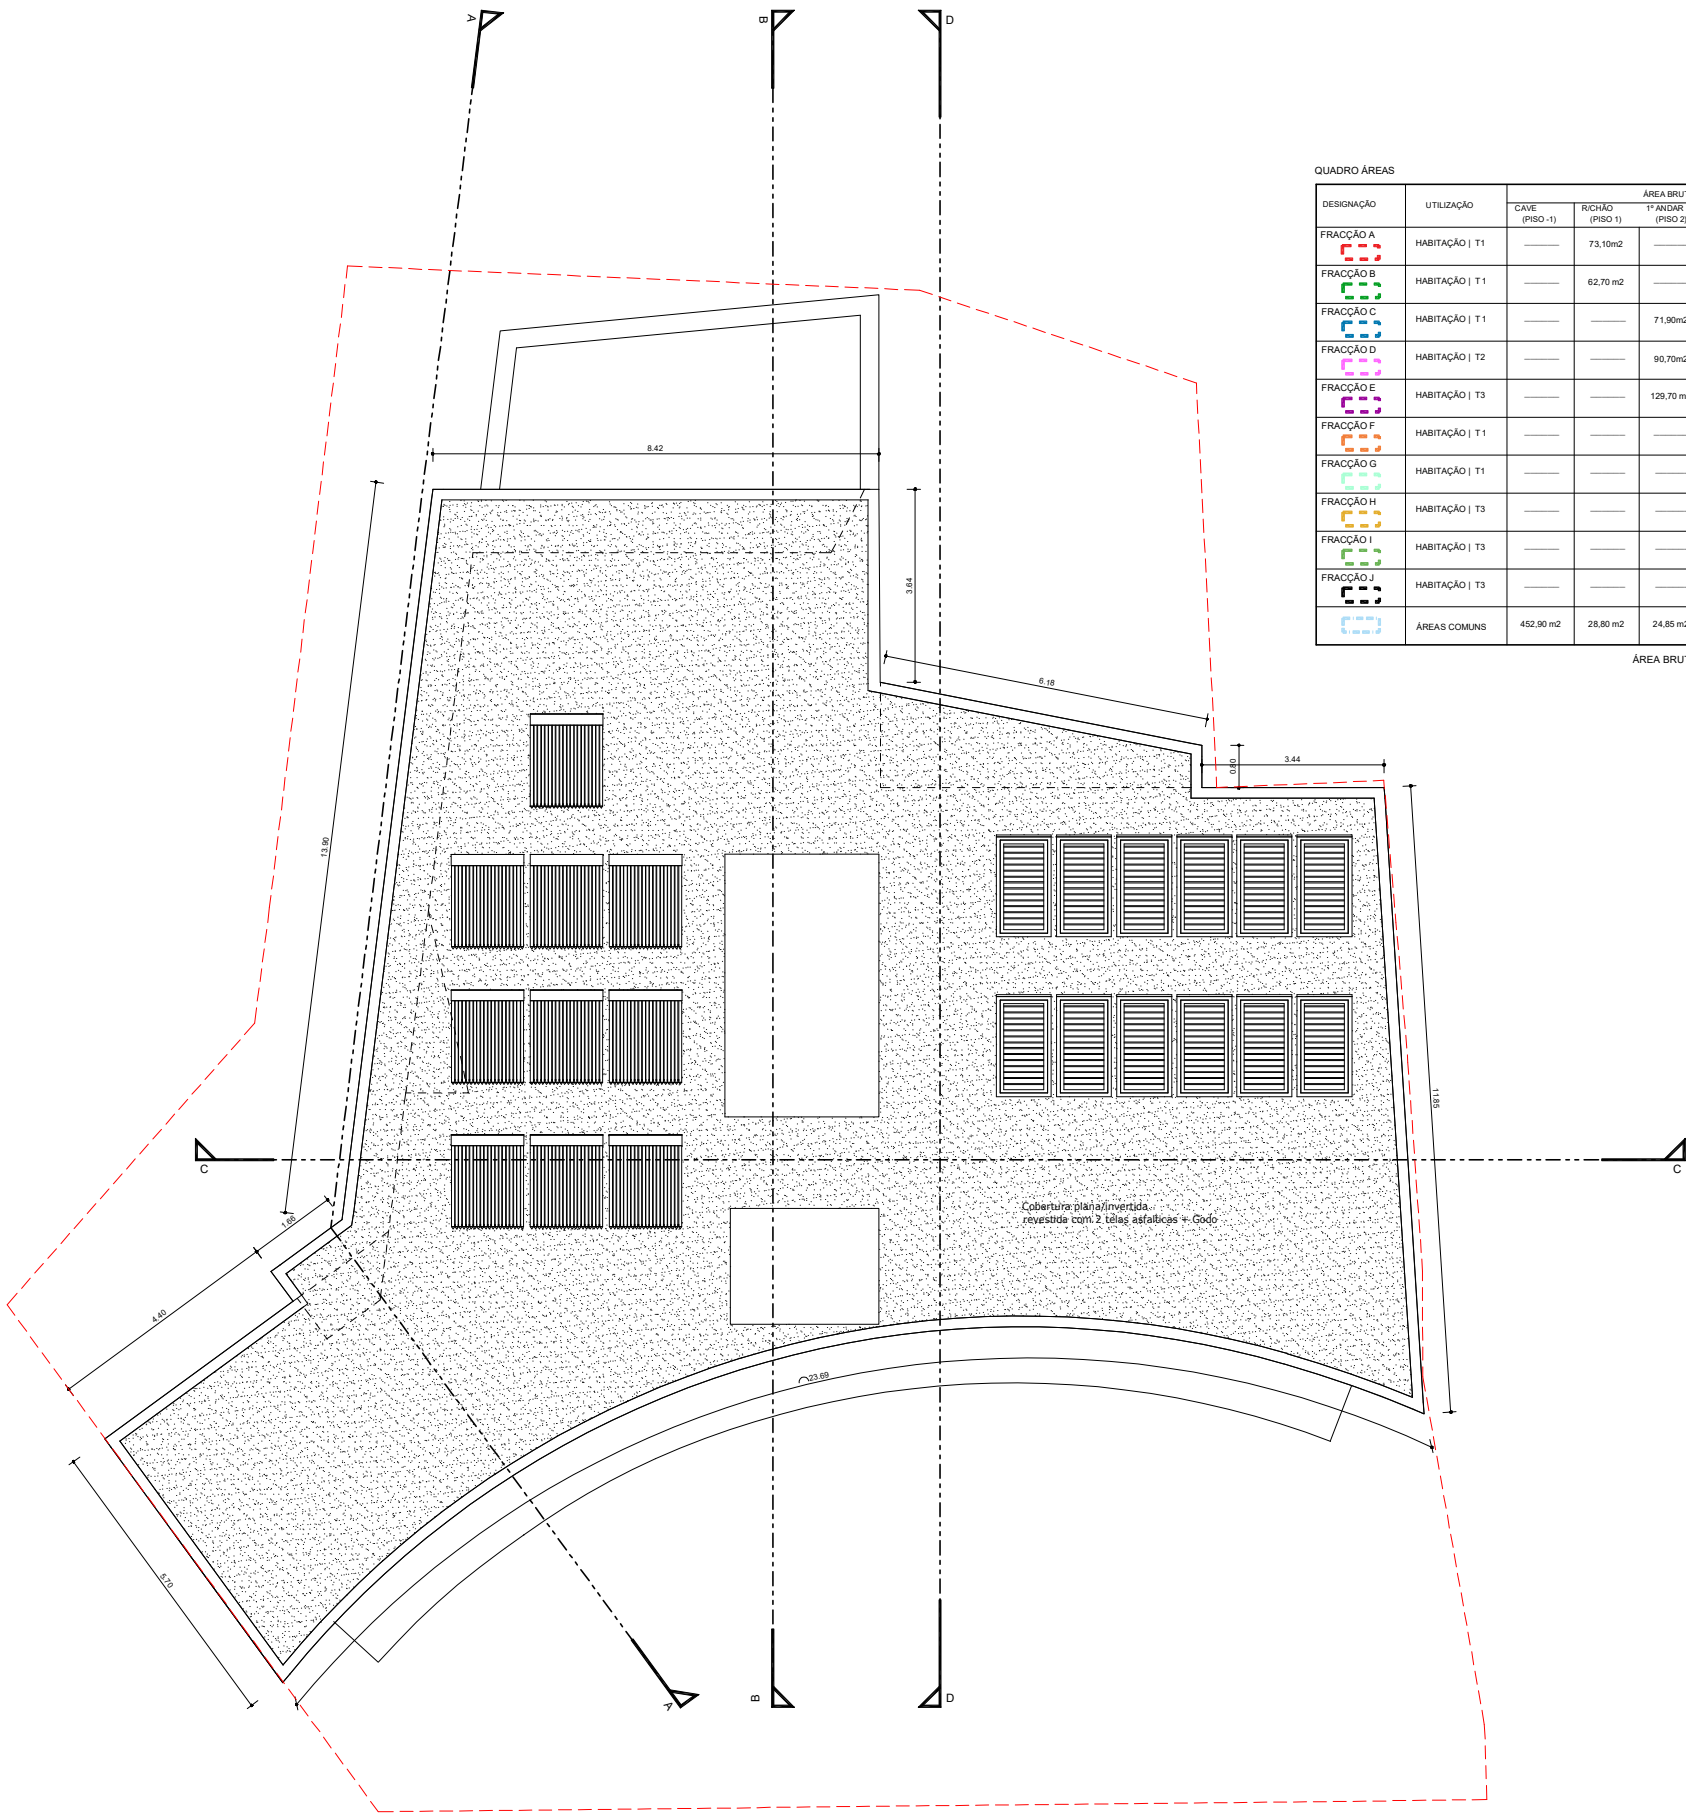 A
B
D
QUADRO ÁREAS
DESIGNAÇÃO
UTILIZAÇÃO
ÁREA BRUT
CAVE
(PISO -1)
R/CHÃO
(PISO 1)
1º ANDAR
(PISO 2)
FRACÇÃO A
HABITAÇÃO | T1
73,10m2
FRACÇÃO B
HABITAÇÃO | T1
62,70 m2
FRACÇÃO C
HABITAÇÃO | T1
71,90m2
FRACÇÃO D
HABITAÇÃO | T2
90,70m2
FRACÇÃO E
HABITAÇÃO | T3
129,70 m
FRACÇÃO F
HABITAÇÃO | T1
FRACÇÃO G
HABITAÇÃO | T1
FRACÇÃO H
HABITAÇÃO | T3
FRACÇÃO I
HABITAÇÃO | T3
FRACÇÃO J
HABITAÇÃO | T3
ÁREAS COMUNS
452,90 m2
28,80 m2
24,85 m2
ÁREA BRUT
8.42
3.64
6.18
0.80
3.44
13.90
11.85
C
C
Cobertura plana/invertida
revestida com 2 telas asfálticas + Godo
1.66
4.40
23.69
5.70
A
B
D